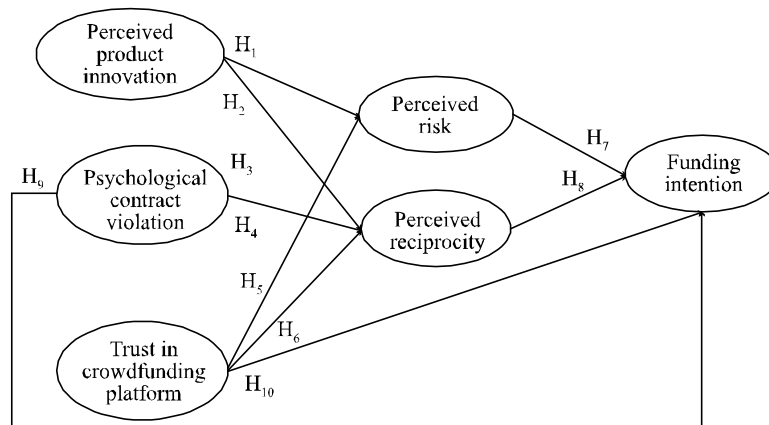 Perceived
product
innovation
H1
H2
Perceived
risk
H7
Funding
intention
H9
Psychological
contract
violation
H3
H4
Perceived
reciprocity
H8
H5
H6
Trust in
crowdfunding
platform
H10